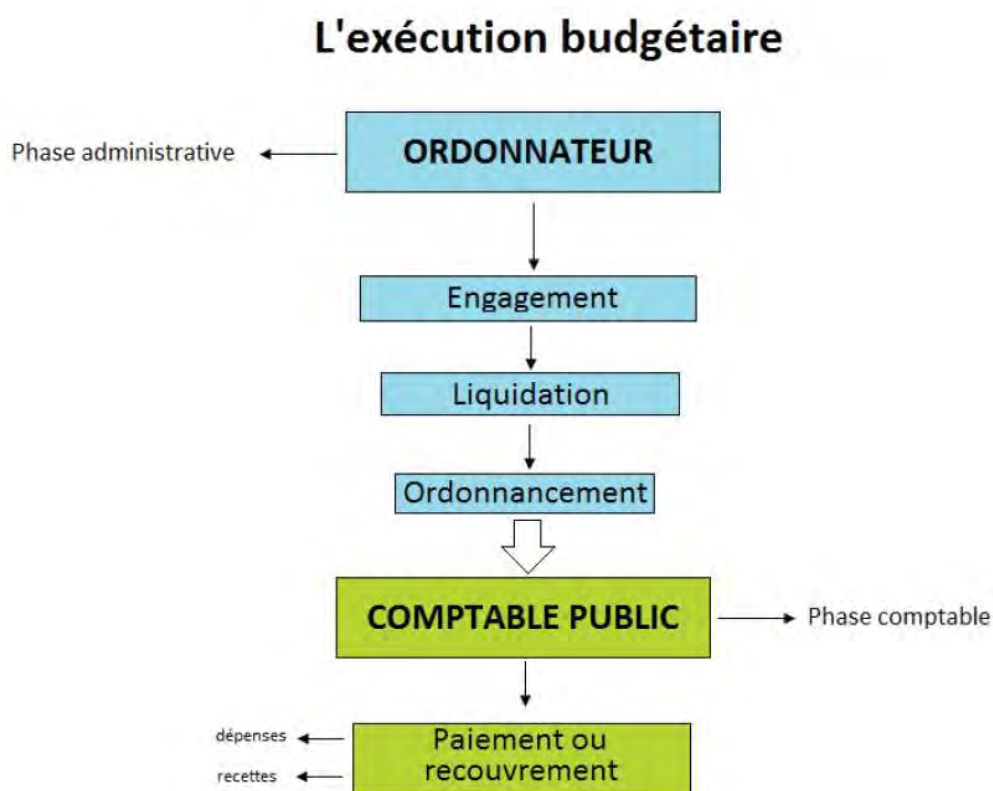 L'exécution budgétaire
Phase administrative
ORDONNATEUR
Engagement
Liquidation
Ordonnancement
COMPTABLE PUBLIC
Phase comptable
dépenses
recettes
Paiement ou
recouvrement